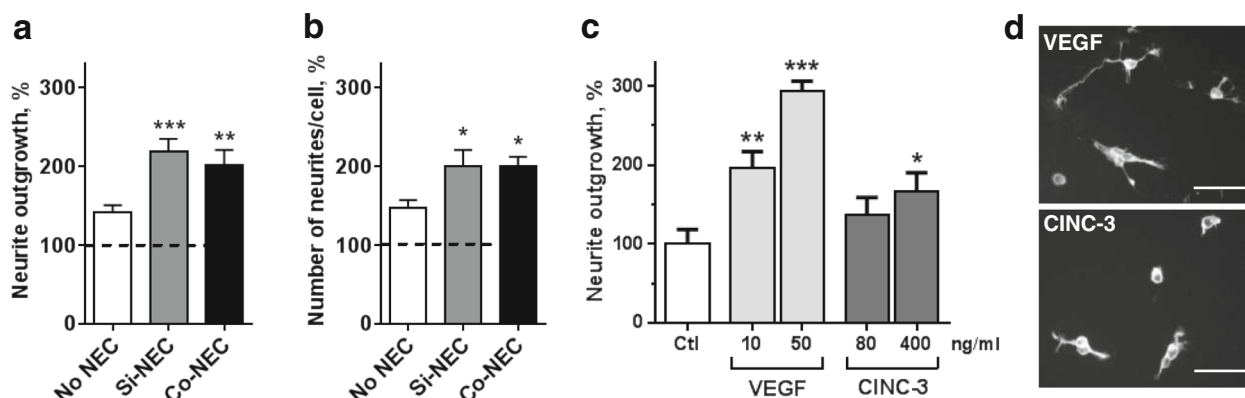 a
Neurite outgrowth, %
300
200
100
0
***
**
No NEC
Si-NEC
Co-NEC
b
Number of neurites/cell, %
300
200
100
0
*
*
No NEC
Si-NEC
Co-NEC
c
Neurite outgrowth, %
300
200
100
0
**
***
*
Ctl 10 50 80 400 ng/ml
VEGF CINC-3
d
VEGF
CINC-3